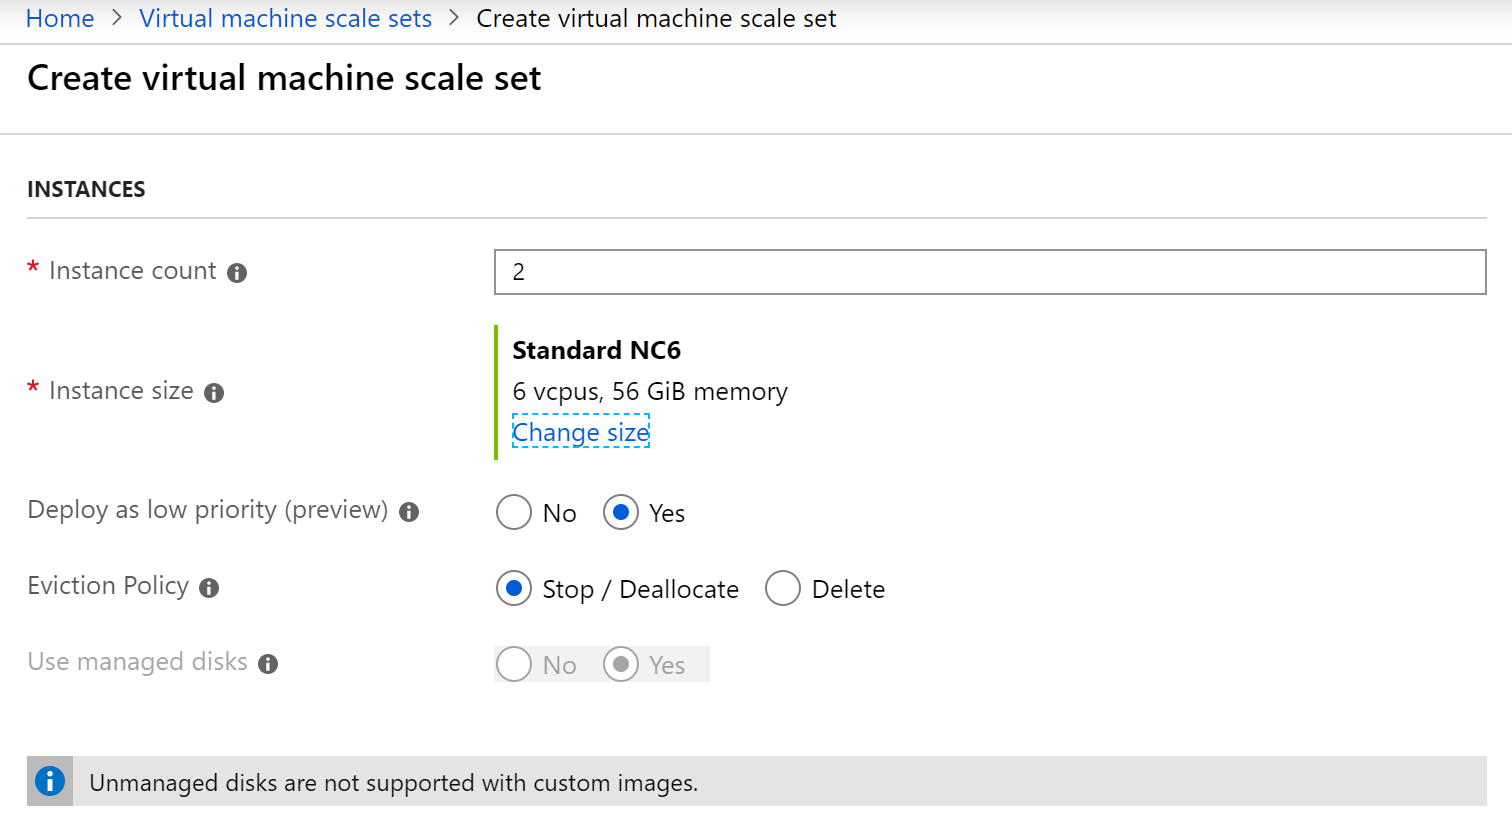 Home > Virtual machine scale sets > Create virtual machine scale set
Create virtual machine scale set
INSTANCES
* Instance count
2
* Instance size
Standard NC6
6 vcpus, 56 GiB memory
Change size
Deploy as low priority (preview)
No Yes
Eviction Policy
Stop / Deallocate Delete
Use managed disks
No Yes
Unmanaged disks are not supported with custom images.